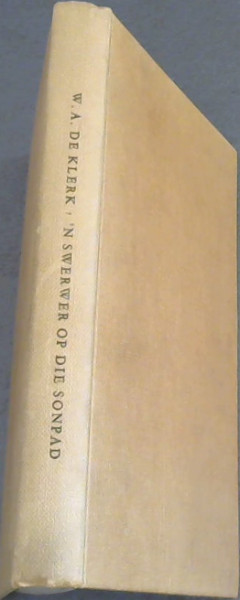 W. A. DE KLERK : 'N SWERWER OP DIE SONPAD